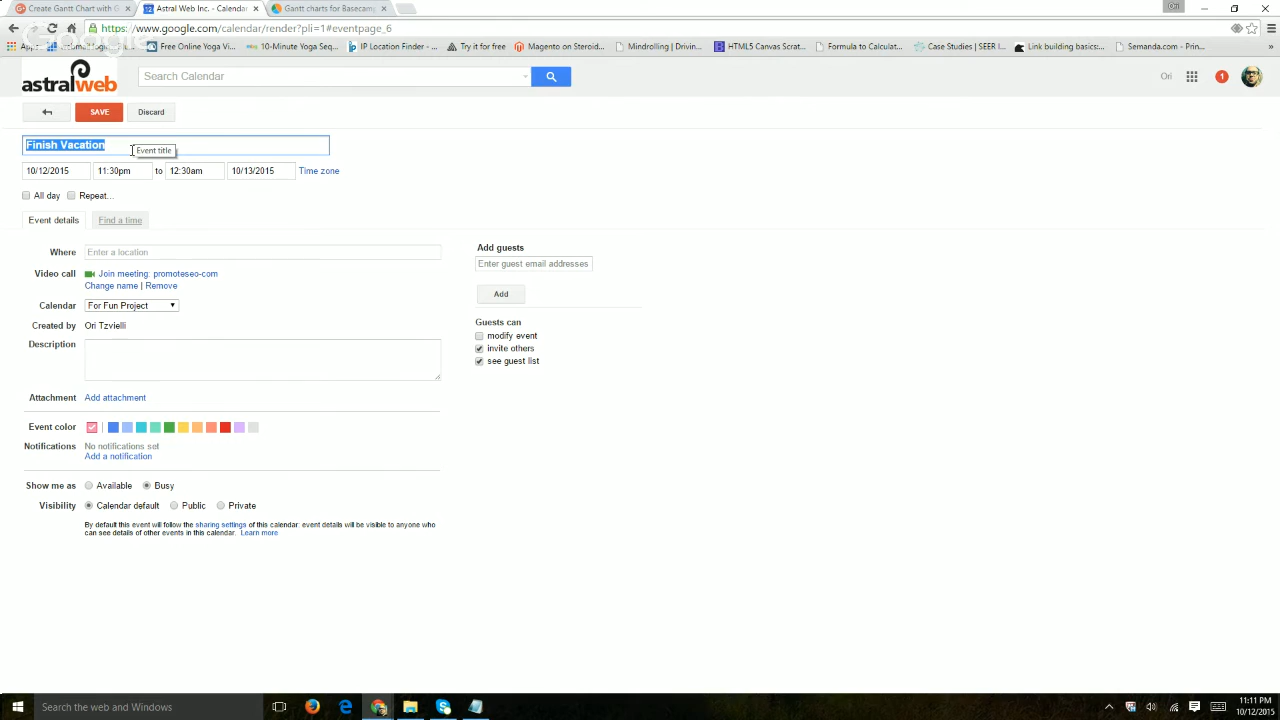 Create Gantt Chart with G × Astral Web Inc. - Calendar × Gantt charts for Basecamp ×
https://www.google.com/calendar/render?pli=1#eventpage_6
Google
Free Online Yoga Vi... 10-Minute Yoga Seq... IP Location Finder - ... Try it for free Magento on Steroid... Mindrolling | Drivin... HTML5 Canvas Scrat... Formula to Calculat... Case Studies | SEER I... Link building basics:... Semanda.com - Prin...
astralweb
Search Calendar
Ori
1
SAVE
Discard
Finish Vacation
Event title
10/12/2015 11:30pm to 12:30am 10/13/2015 Time zone
All day Repeat...
Event details Find a time
Where Enter a location
Video call Join meeting: promoteseo-com
Change name | Remove
Calendar For Fun Project
Created by Ori Tzvielli
Description
Attachment Add attachment
Event color
Notifications No notifications set
Add a notification
Show me as Available Busy
Visibility Calendar default Public Private
By default this event will follow the sharing settings of this calendar: event details will be visible to anyone who
can see details of other events in this calendar. Learn more
Add guests
Enter guest email addresses
Add
Guests can
modify event
invite others
see guest list
Search the web and Windows
11:11 PM
10/12/2015